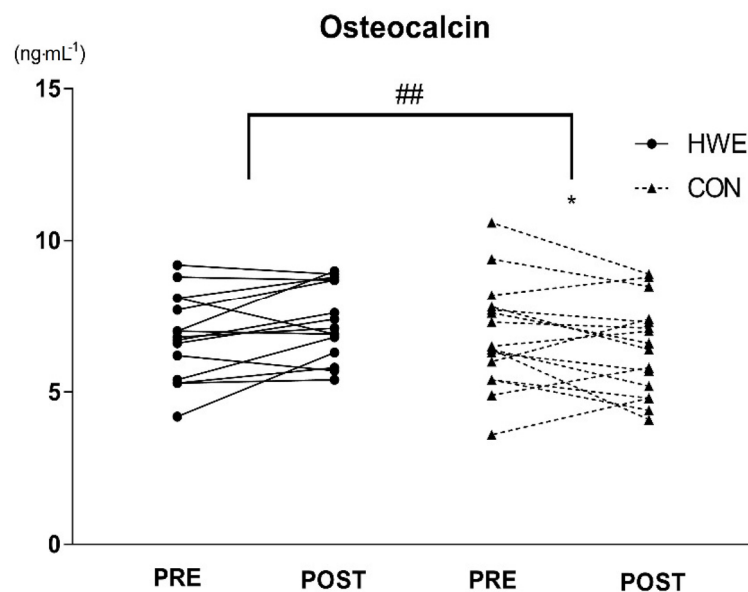 Osteocalcin
(ng·mL-1)
15
##
HWE
CON
*
10
5
0
PRE POST PRE POST